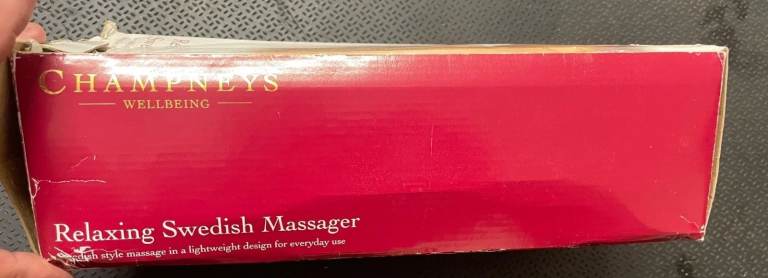 CHAMPNEYS
WELLBEING
Relaxing Swedish Massager
Swedish style massage in a lightweight design for everyday use